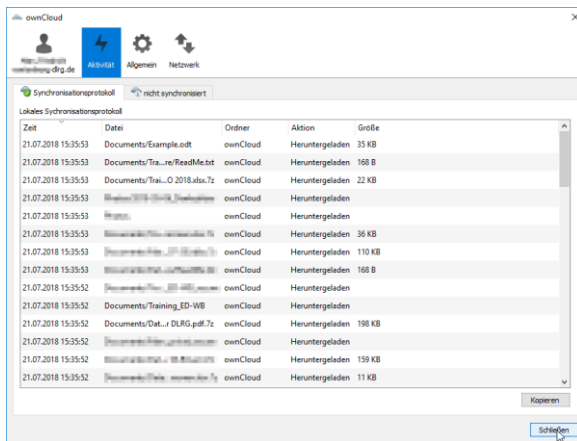 ownCloud
drg.de
Aktivität
Allgemein
Netzwerk
Synchronisationsprotokoll
nicht synchronisiert
Lokales Sychronisationsprotokoll
Zeit Datei Ordner Aktion Größe
21.07.2018 15:35:53 Documents/Example.odt ownCloud Heruntergeladen 35 KB
21.07.2018 15:35:53 Documents/Tra...re/ReadMe.txt ownCloud Heruntergeladen 168 B
21.07.2018 15:35:53 Documents/Trai...O 2018.xlsx.7z ownCloud Heruntergeladen 22 KB
21.07.2018 15:35:53 ownCloud Heruntergeladen
21.07.2018 15:35:53 ownCloud Heruntergeladen
21.07.2018 15:35:53 ownCloud Heruntergeladen 36 KB
21.07.2018 15:35:53 ownCloud Heruntergeladen 110 KB
21.07.2018 15:35:53 ownCloud Heruntergeladen 168 B
21.07.2018 15:35:52 ownCloud Heruntergeladen
21.07.2018 15:35:52 Documents/Training_ED-WB ownCloud Heruntergeladen
21.07.2018 15:35:52 Documents/Dat...r DLRG.pdf.7z ownCloud Heruntergeladen 198 KB
21.07.2018 15:35:52 ownCloud Heruntergeladen
21.07.2018 15:35:52 ownCloud Heruntergeladen 159 KB
21.07.2018 15:35:52 ownCloud Heruntergeladen 11 KB
Kopieren
Schließen